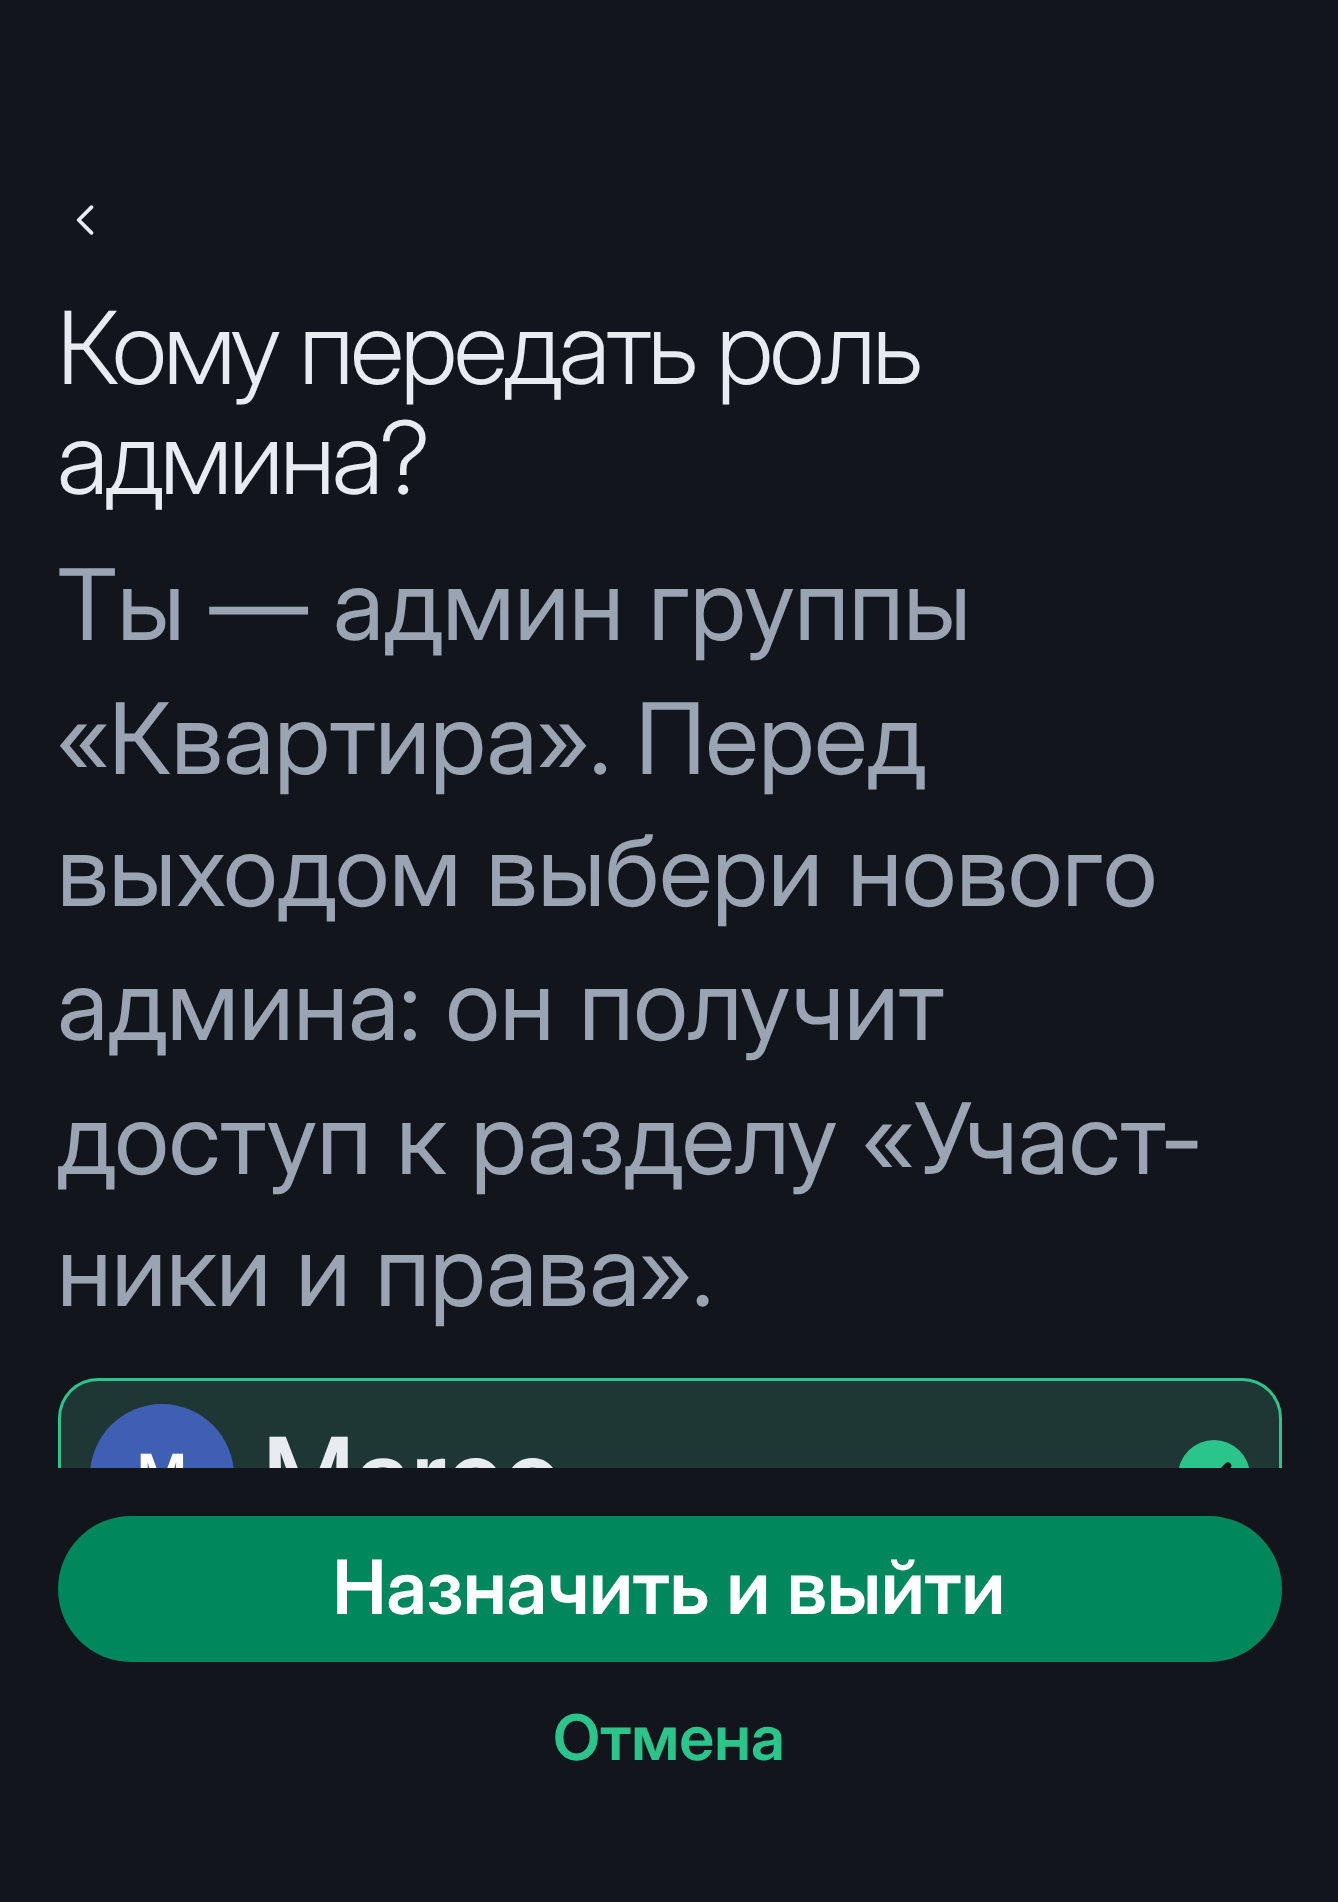 Кому передать роль
админа?
Ты — админ группы
«Квартира». Перед
выходом выбери нового
админа: он получит
доступ к разделу «Участ-
ники и права».
Назначить и выйти
Отмена